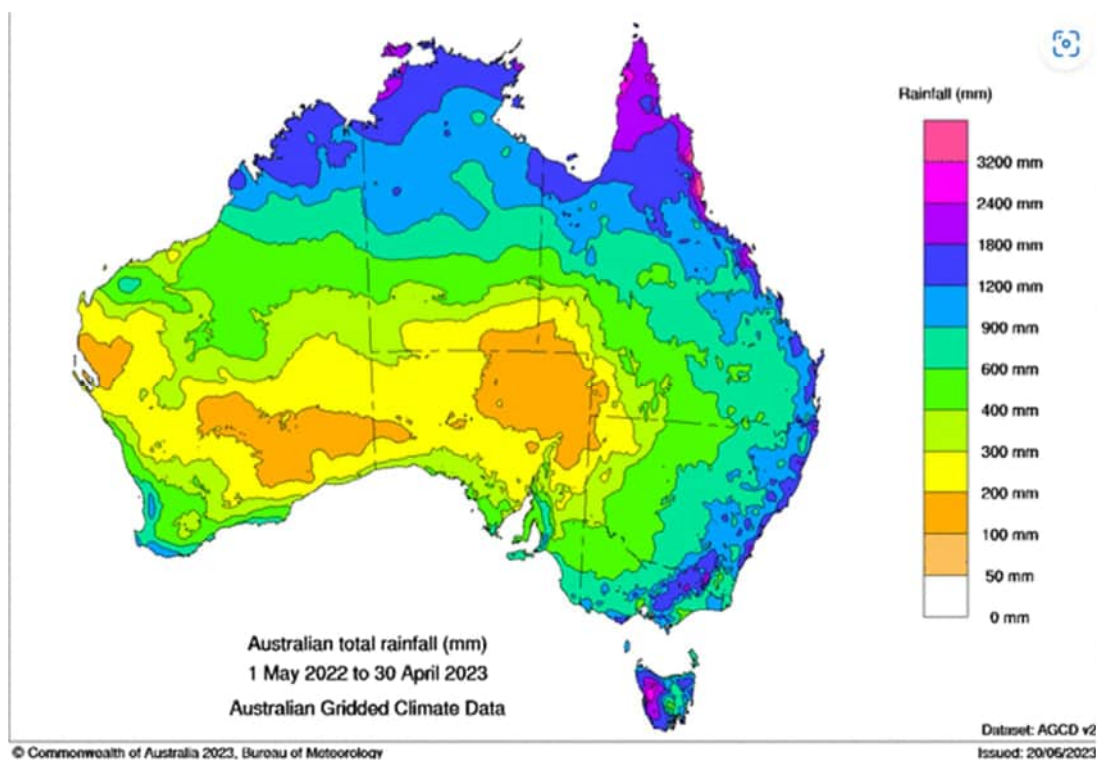 Rainfall (mm)
3200 mm
2400 mm
1800 mm
1200 mm
900 mm
600 mm
400 mm
300 mm
200 mm
100 mm
50 mm
0 mm
Australian total rainfall (mm)
1 May 2022 to 30 April 2023
Australian Gridded Climate Data
Dataset: AGCD v2
© Commonwealth of Australia 2023, Bureau of Meteorology
Issued: 20/06/2023